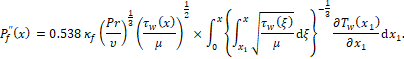 P_f^"(x) = 0.538 κ_f (Pr/υ)^{1/3} (τ_w(x)/μ)^{1/2} × ∫_0^x {∫_{x_1}^x √(τ_w(ξ)/μ) dξ}^{-1/3} ∂T_w(x_1)/∂x_1 dx_1.